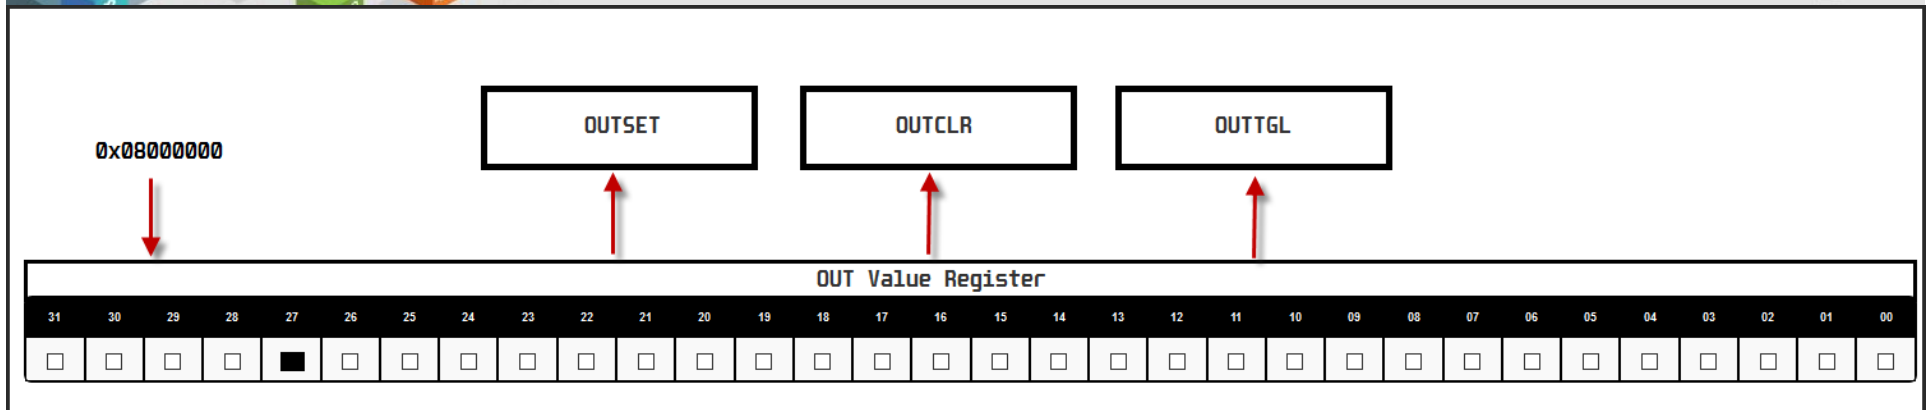 OUTSET OUTCLR OUTTGL
0x08000000
OUT Value Register
31 30 29 28 27 26 25 24 23 22 21 20 19 18 17 16 15 14 13 12 11 10 09 08 07 06 05 04 03 02 01 00